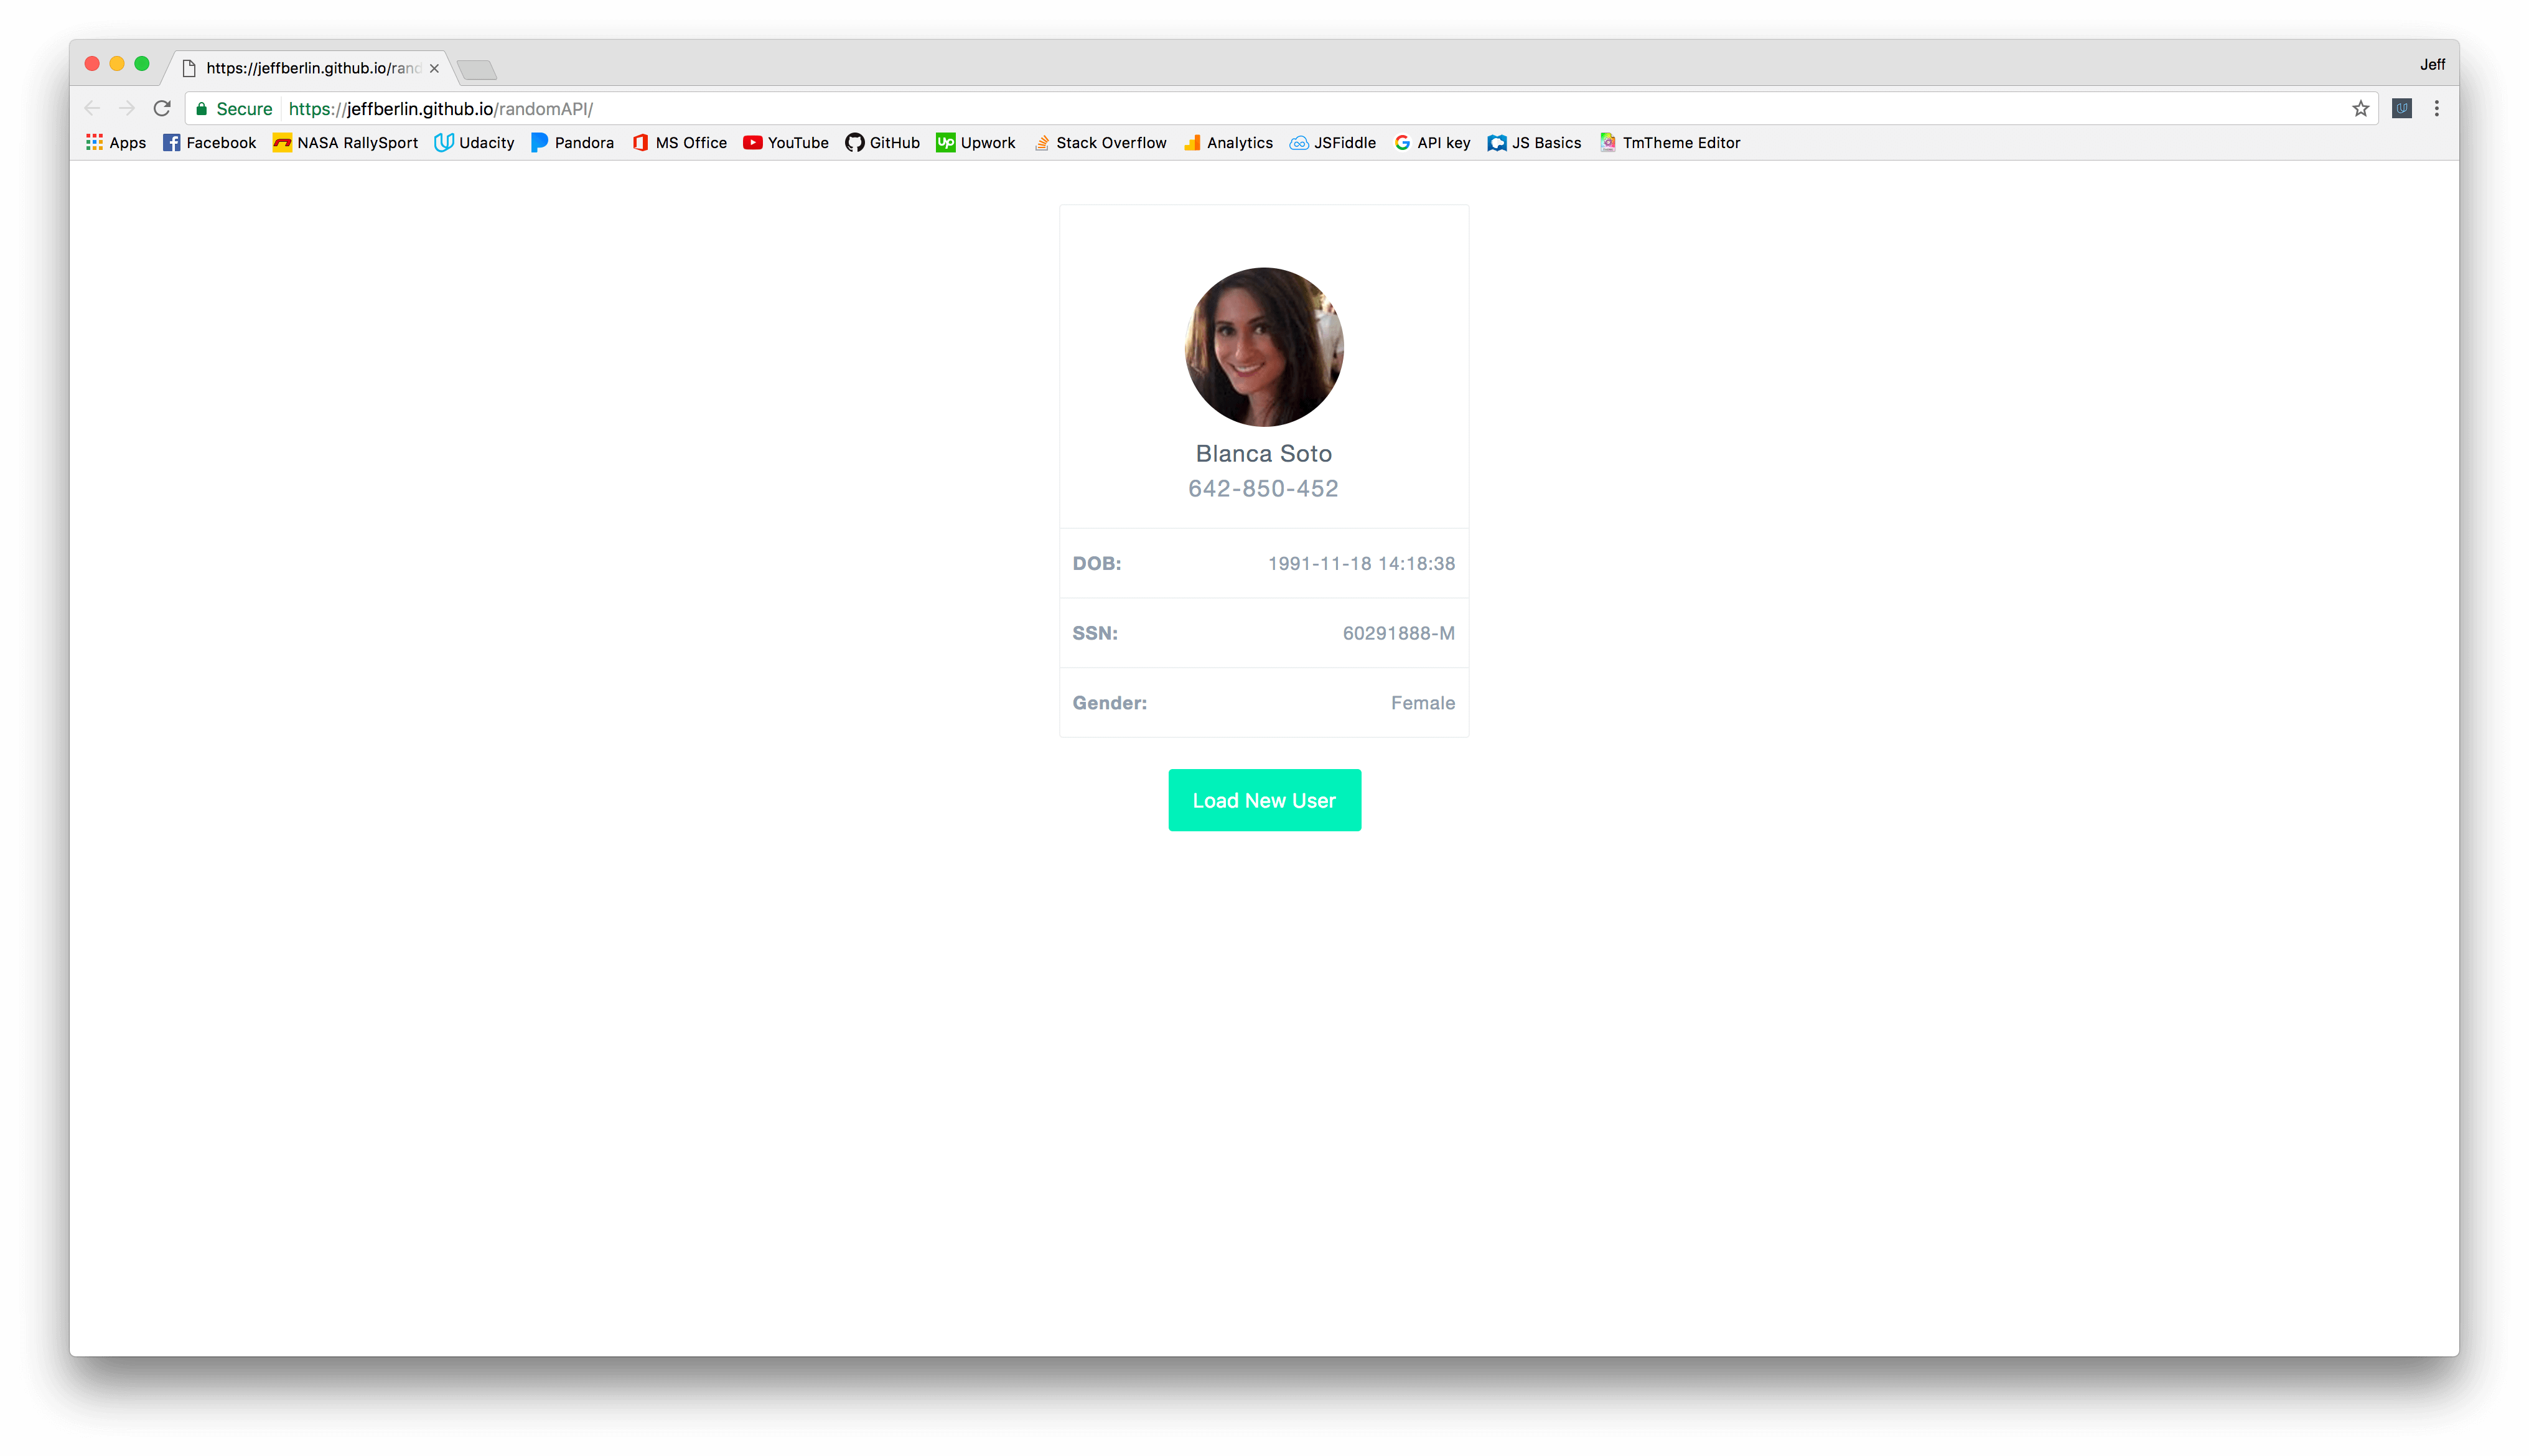 https://jeffberlin.github.io/rand
Jeff
Secure https://jeffberlin.github.io/randomAPI/
Apps Facebook NASA RallySport Udacity Pandora MS Office YouTube GitHub Up Upwork Stack Overflow Analytics JSFiddle API key JS Basics TmTheme Editor
Blanca Soto
642-850-452
DOB: 1991-11-18 14:18:38
SSN: 60291888-M
Gender: Female
Load New User